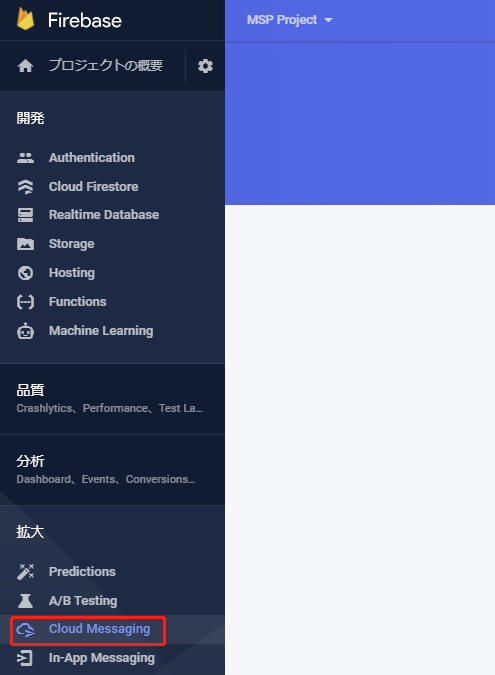 Firebase
MSP Project
プロジェクトの概要
開発
Authentication
Cloud Firestore
Realtime Database
Storage
Hosting
Functions
Machine Learning
品質
Crashlytics、Performance、Test La...
分析
Dashboard、Events、Conversions...
拡大
Predictions
A/B Testing
Cloud Messaging
In-App Messaging